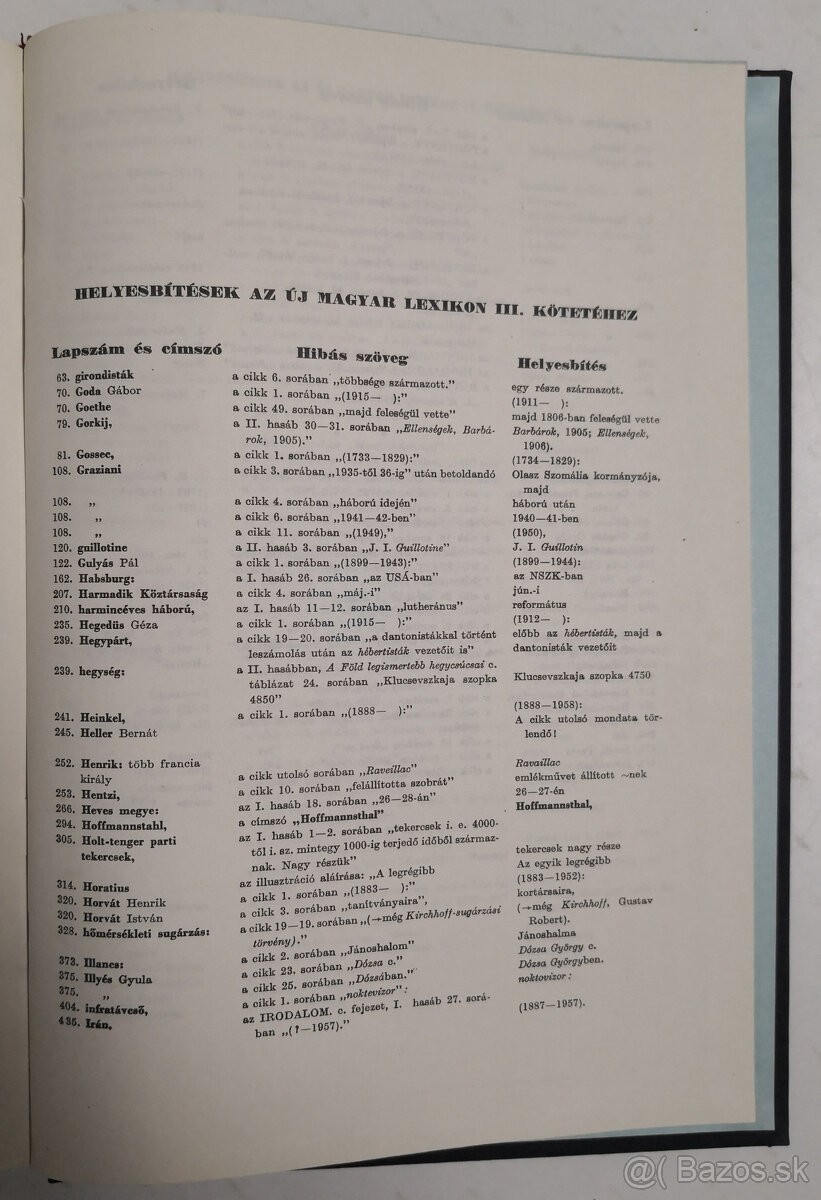 HELYESBÍTÉSEK AZ ÚJ MAGYAR LEXIKON III. KÖTETÉHEZ
Lapszám és címszó Hibás szöveg Helyesbítés
63. girondisták a cikk 6. sorában „többsége származott.” egy része származott.
70. Goda Gábor a cikk 1. sorában „(1915— ):” (1911— ):
70. Goethe a cikk 49. sorában „majd feleségül vette” majd 1806-ban feleségül vette
79. Gorkij, a II. hasáb 30—31. sorában „Ellenségek, Barbá- Barbárok, 1905; Ellenségek,
rok, 1905).” 1906).
81. Gossec, a cikk 1. sorában „(1733—1829):” (1734—1829):
108. Graziani a cikk 3. sorában "1935-től 36-ig” után betoldandó Olasz Szomália kormányzója,
majd
108. „ a cikk 4. sorában „háború idején” háború után
108. „ a cikk 6. sorában „1941—42-ben” 1940—41-ben
108. „ a cikk 11. sorában „(1949),” (1950),
120. guillotine a II. hasáb 3. sorában „J. I. Guillotine” J. I. Guillotin
122. Gulyás Pál a cikk 1. sorában „(1899—1943):” (1899—1944):
162. Habsburg: a I. hasáb 26. sorában „az USÁ-ban” az NSZK-ban
207. Harmadik Köztársaság a cikk 4. sorában „máj.-i” jún.-i
210. harmincéves háború, az I. hasáb 11—12. sorában „lutheránus” református
235. Hegedüs Géza a cikk 1. sorában „(1915— ):” (1912— ):
239. Hegypárt, a cikk 19—20. sorában „a dantonistákkal történt előbb az hébertisták, majd a
leszámolás után az hébertisták vezetőit is” dantonisták vezetőit
239. hegység: a II. hasábban, A Föld legismertebb hegycsúcsai c.
táblázat 24. sorában „Klucsevszkaja szopka Klucsevszkaja szopka 4750
4850”
241. Heinkel, a cikk 1. sorában „(1888— ):” (1888—1958):
245. Heller Bernát A cikk utolsó mondata tör-
lendő!
252. Henrik: több francia a cikk utolsó sorában „Raveillac” Ravaillac
király
253. Hentzi, a cikk 10. sorában „felállította szobrát” emlékművet állított ~nek
266. Heves megye: az I. hasáb 18. sorában „26—28-án” 26—27-én
294. Hoffmannstahl, a címszó „Hoffmannsthal” Hoffmannsthal,
305. Holt-tenger parti az I. hasáb 1—2. sorában „tekercsek i. e. 4000-
tekercsek, től i. sz. mintegy 1000-ig terjedő időből származ-
nak. Nagy részük” tekercsek nagy része
314. Horatius az illusztráció aláírása: „A legrégibb Az egyik legrégibb
320. Horvát Henrik a cikk 1. sorában „(1883— ):” (1883—1952):
320. Horvát István a cikk 3. sorában „tanítványaira”, kortársaira,
328. hőmérsékleti sugárzás: a cikk 19—19. sorában „(→még Kirchhoff-sugárzási (→még Kirchhoff, Gustav
törvény).” Robert).
373. Illancs: a cikk 2. sorában „Jánoshalom” Jánoshalma
375. Illyés Gyula a cikk 23. sorában „Dózsa c.” Dózsa György c.
375. „ a cikk 25. sorában „Dózsában.” Dózsa Györgyben.
404. infratávcső, a cikk 1. sorában „noktevizor” : noktovizor :
435. Irán, az IRODALOM. c. fejezet, I. hasáb 27. sorá-
ban „(?—1957).” (1887—1957).
@( Bazos.sk